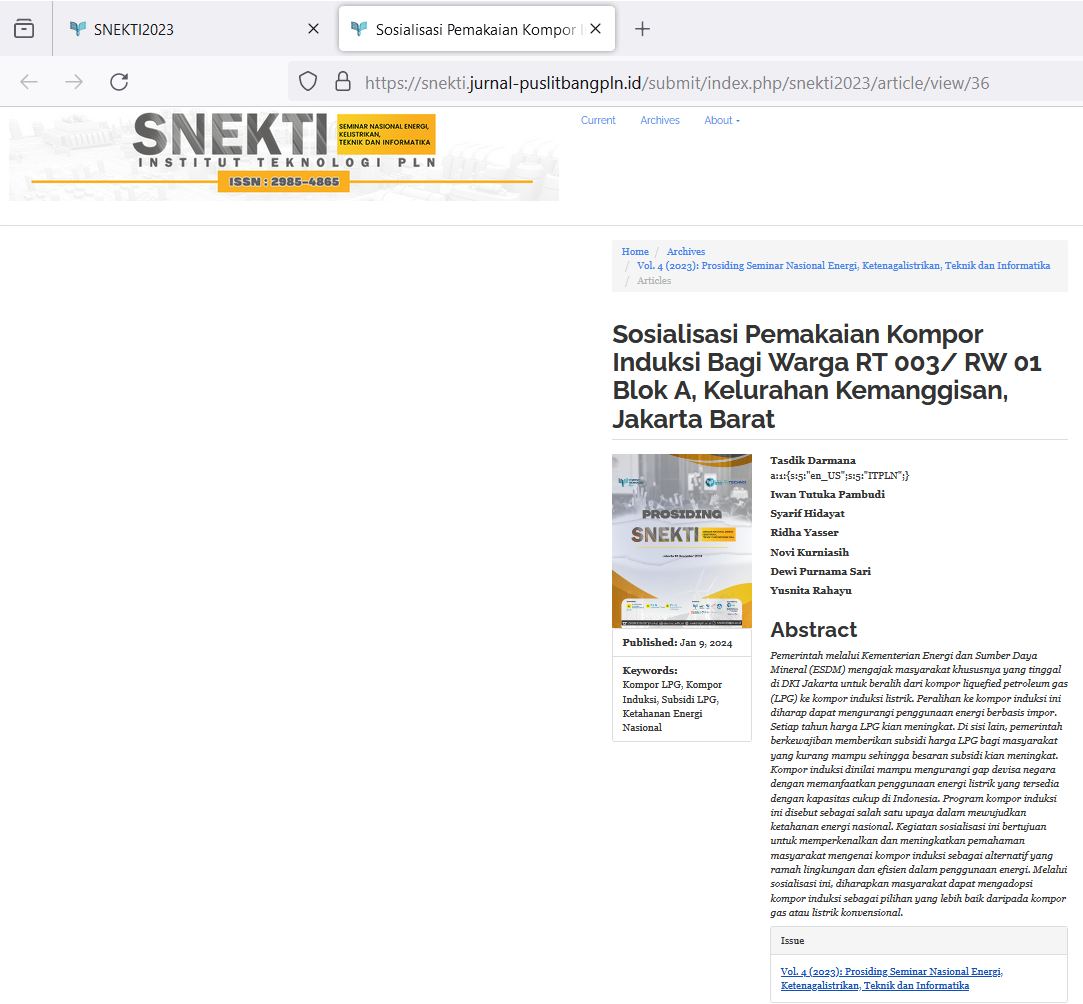 SNEKTI2023
Sosialisasi Pemakaian Kompor I
https://snekti.jurnal-puslitbangpln.id/submit/index.php/snekti2023/article/view/36
SNEKTI
SEMINAR NASIONAL ENERGI,
KELISTRIKAN,
TEKNIK DAN INFORMATIKA
INSTITUT TEKNOLOGI PLN
ISSN : 2985-4865
Current Archives About
Home / Archives
/ Vol. 4 (2023): Prosiding Seminar Nasional Energi, Ketenagalistrikan, Teknik dan Informatika
/ Articles
Sosialisasi Pemakaian Kompor
Induksi Bagi Warga RT 003/ RW 01
Blok A, Kelurahan Kemanggisan,
Jakarta Barat
PROSIDING
SNEKTI
Published: Jan 9, 2024
Keywords:
Kompor LPG, Kompor
Induksi, Subsidi LPG,
Ketahanan Energi
Nasional
Tasdik Darmana
a:1:{s:5:"en_US";s:5:"ITPLN";}
Iwan Tutuka Pambudi
Syarif Hidayat
Ridha Yasser
Novi Kurniasih
Dewi Purnama Sari
Yusnita Rahayu
Abstract
Pemerintah melalui Kementerian Energi dan Sumber Daya
Mineral (ESDM) mengajak masyarakat khususnya yang tinggal
di DKI Jakarta untuk beralih dari kompor liquefied petroleum gas
(LPG) ke kompor induksi listrik. Peralihan ke kompor induksi ini
diharap dapat mengurangi penggunaan energi berbasis impor.
Setiap tahun harga LPG kian meningkat. Di sisi lain, pemerintah
berkewajiban memberikan subsidi harga LPG bagi masyarakat
yang kurang mampu sehingga besaran subsidi kian meningkat.
Kompor induksi dinilai mampu mengurangi gap devisa negara
dengan memanfaatkan penggunaan energi listrik yang tersedia
dengan kapasitas cukup di Indonesia. Program kompor induksi
ini disebut sebagai salah satu upaya dalam mewujudkan
ketahanan energi nasional. Kegiatan sosialisasi ini bertujuan
untuk memperkenalkan dan meningkatkan pemahaman
masyarakat mengenai kompor induksi sebagai alternatif yang
ramah lingkungan dan efisien dalam penggunaan energi. Melalui
sosialisasi ini, diharapkan masyarakat dapat mengadopsi
kompor induksi sebagai pilihan yang lebih baik daripada kompor
gas atau listrik konvensional.
Issue
Vol. 4 (2023): Prosiding Seminar Nasional Energi,
Ketenagalistrikan, Teknik dan Informatika